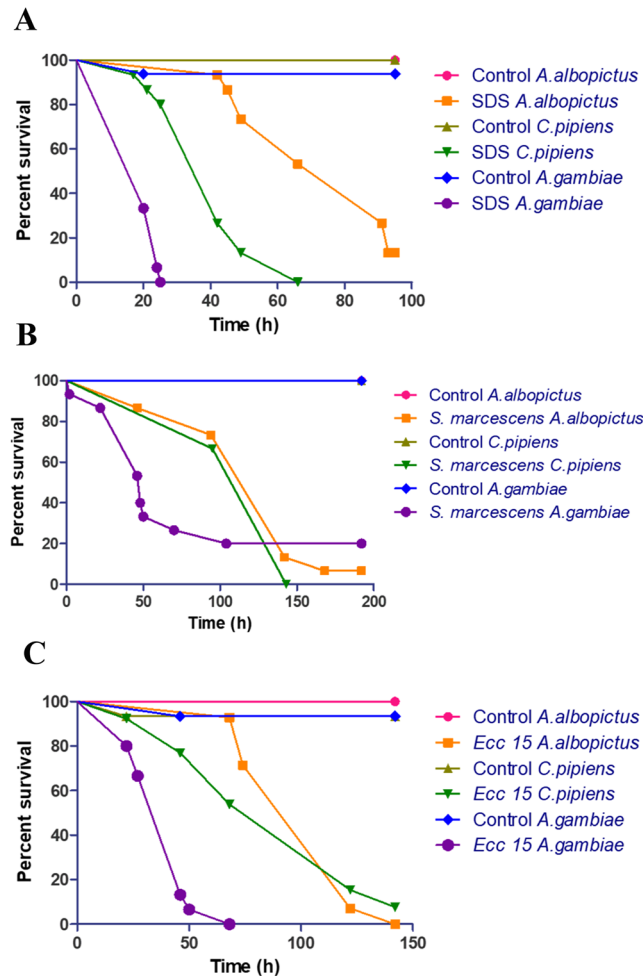 A
Percent survival
100
80
60
40
20
0
0 20 40 60 80 100
Time (h)
Control A.albopictus
SDS A.albopictus
Control C.pipiens
SDS C.pipiens
Control A.gambiae
SDS A.gambiae
B
Percent survival
100
80
60
40
20
0
0 50 100 150 200
Time (h)
Control A.albopictus
S. marcescens A.albopictus
Control C.pipiens
S. marcescens C.pipiens
Control A.gambiae
S. marcescens A.gambiae
C
Percent survival
100
80
60
40
20
0
0 50 100 150
Time (h)
Control A.albopictus
Ecc 15 A.albopictus
Control C.pipiens
Ecc 15 C.pipiens
Control A.gambiae
Ecc 15 A.gambiae